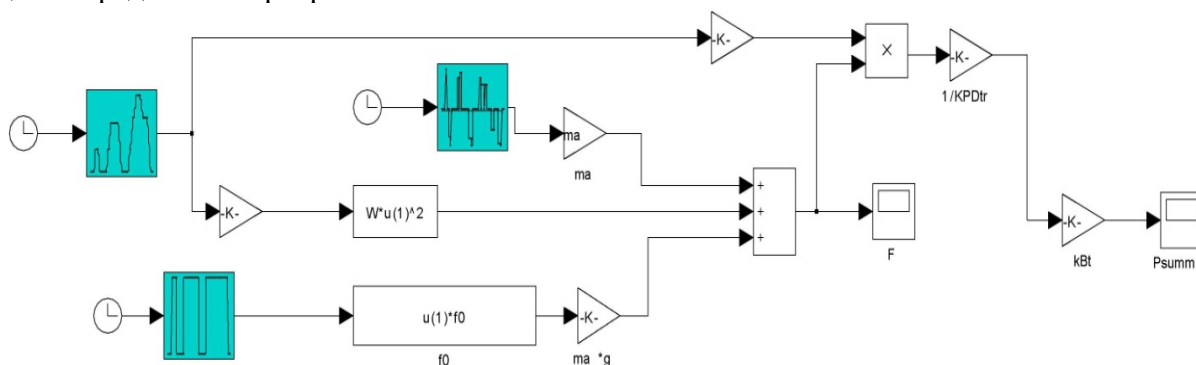 -K-
X
-K-
1/KPDtr
ma
ma
-K-
W*u(1)^2
+
+
+
F
-K-
kBt
Psumm
u(1)*f0
f0
-K-
ma *g